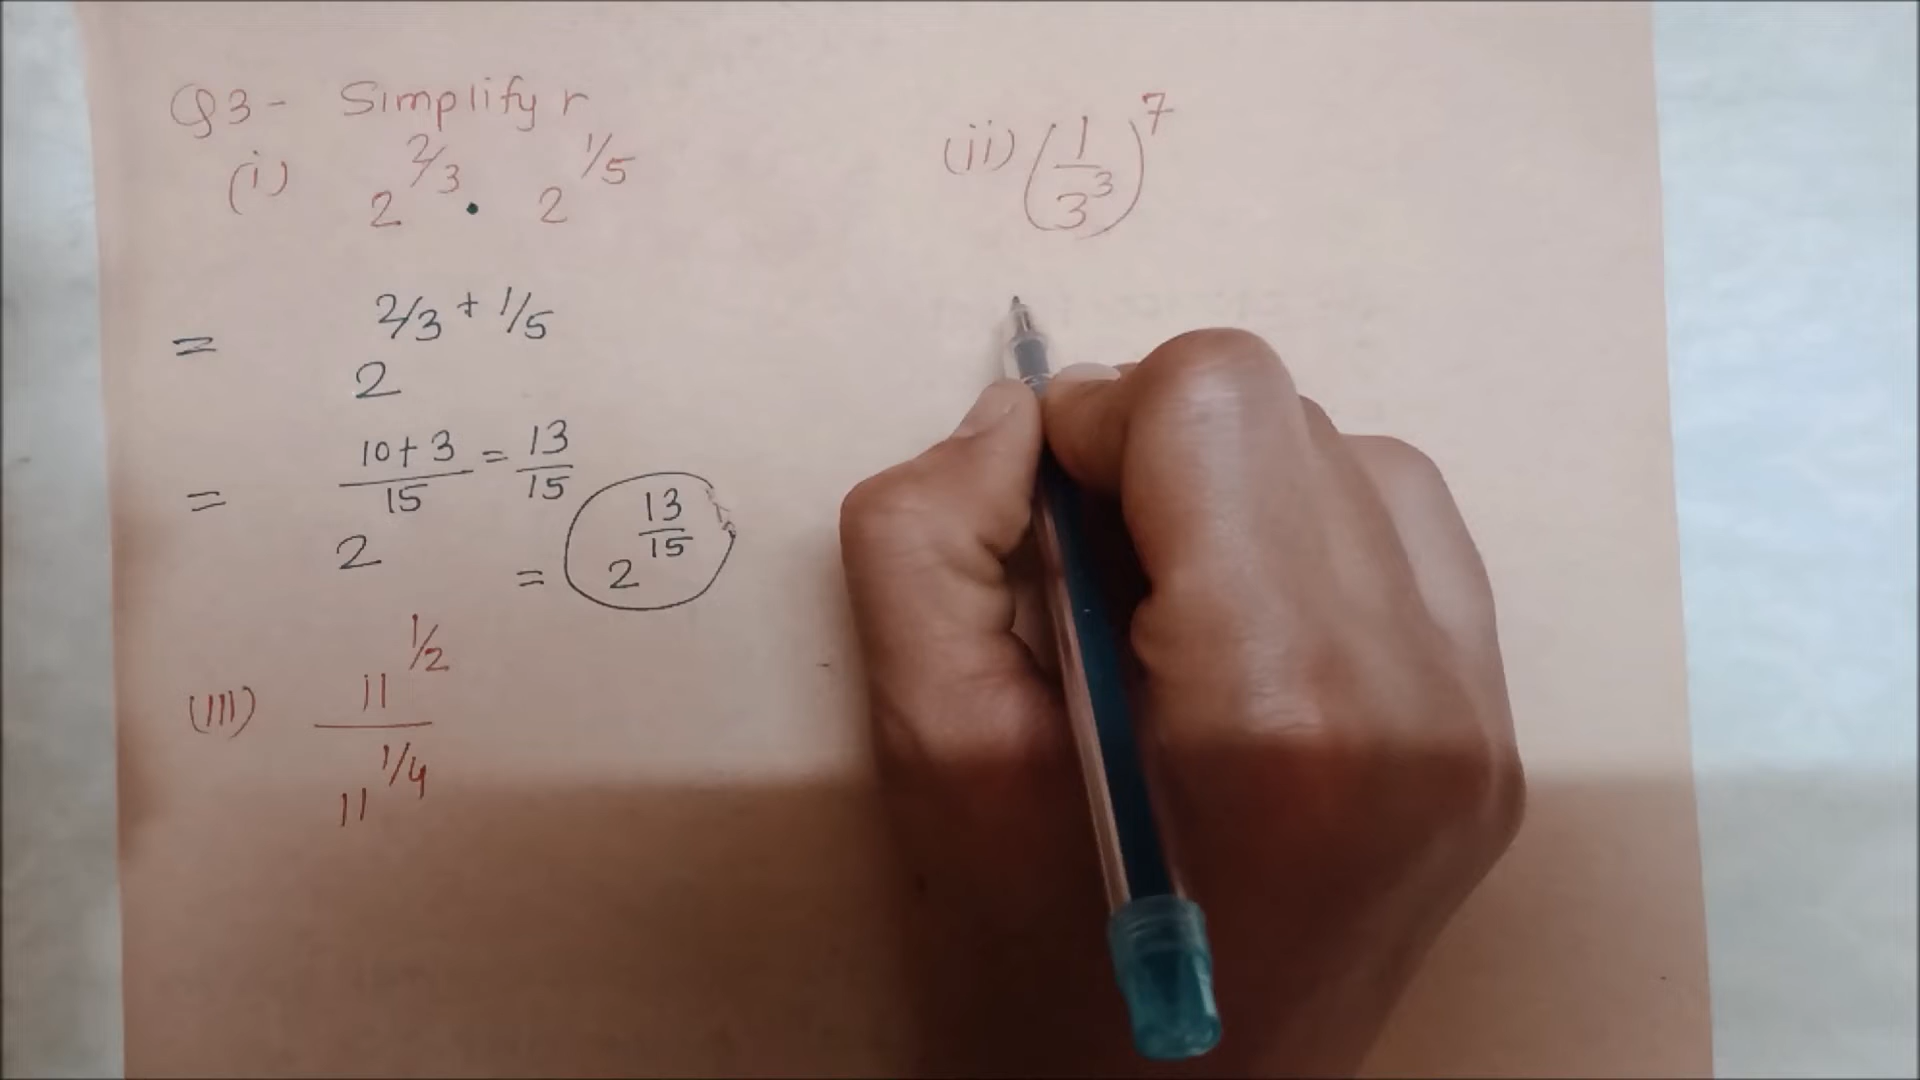 Q3- Simplify r
(i) 2^2/3 . 2^1/5
= 2^2/3 + 1/5
= 2^(10+3)/15 = 13/15
= 2^13/15
(iii) 11^1/2 / 11^1/4
(ii) (1/3^3)^7